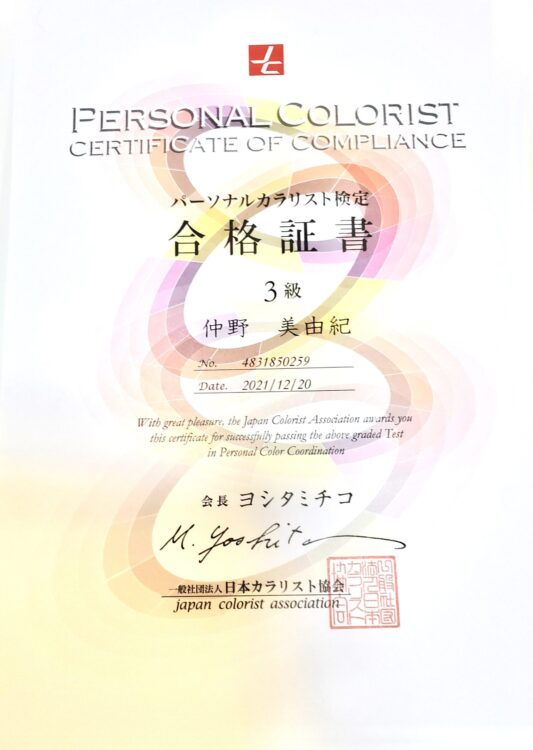 PERSONAL COLORIST
CERTIFICATE OF COMPLIANCE
パーソナルカラリスト検定
合格証書
3級
仲野 美由紀
No. 4831850259
Date. 2021/12/20
With great pleasure, the Japan Colorist Association awards you
this certificate for successfully passing the above graded Test
in Personal Color Coordination
会長 ヨシタミチコ
M. Yoshita
一般社団法人日本カラリスト協会
japan colorist association